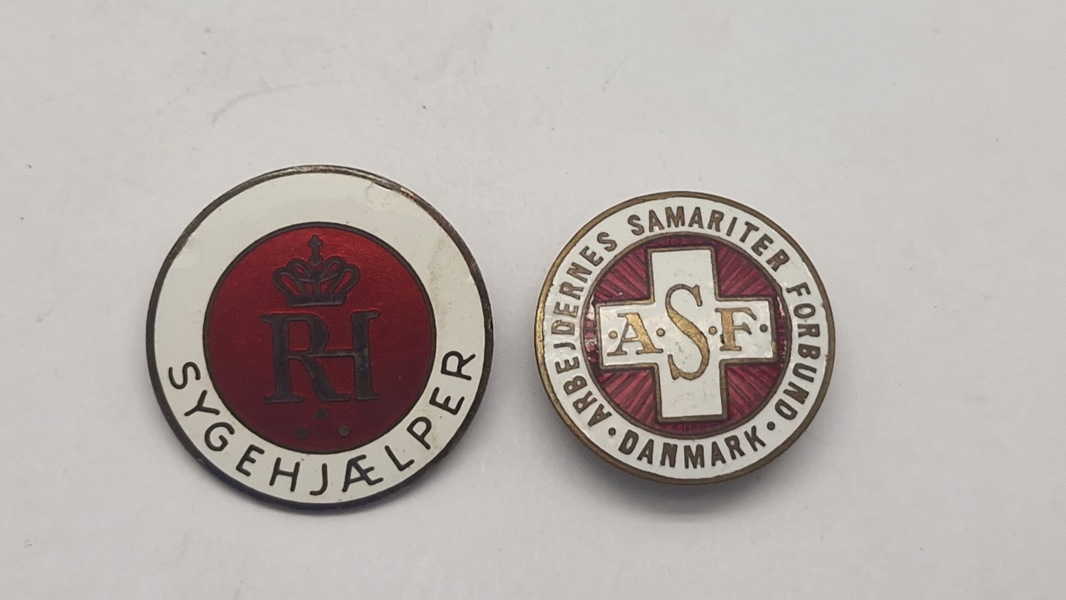 RH
SYGEHJÆLPER
ARBEJDERNES SAMARITER FORBUND
·A·S·F·
·DANMARK·